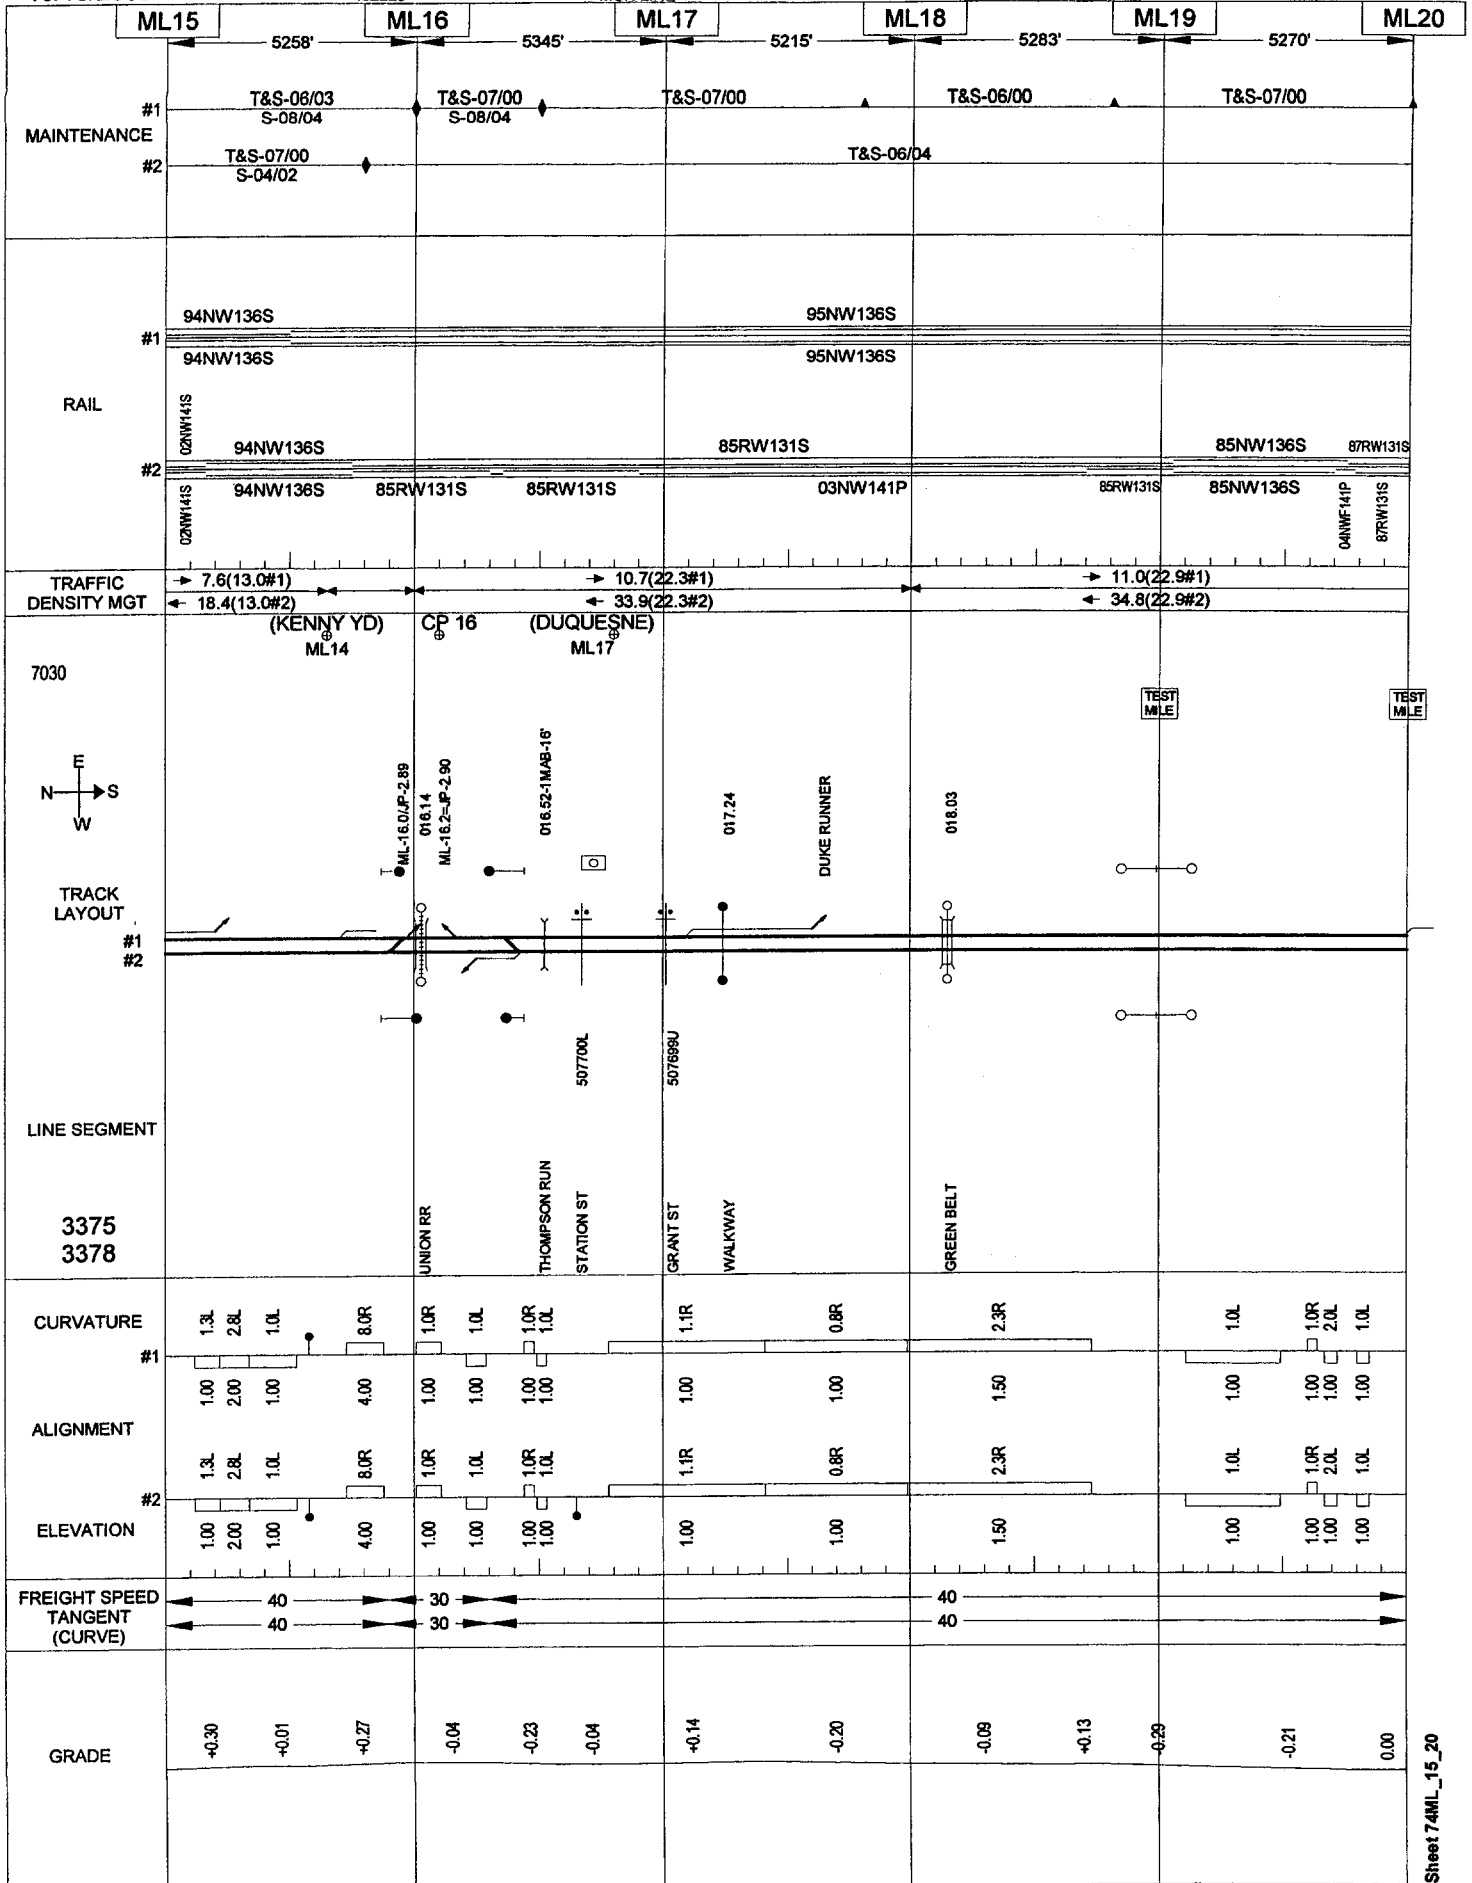 ML15 ML16 ML17 ML18 ML19 ML20
5258' 5345' 5215' 5283' 5270'
MAINTENANCE
#1 T&S-06/03 T&S-07/00 T&S-07/00 T&S-06/00 T&S-07/00
S-08/04 S-08/04
#2 T&S-07/00 T&S-06/04
S-04/02
RAIL
94NW136S 95NW136S
#1
94NW136S 95NW136S
02NW141S 94NW136S 85RW131S 85NW136S 87RW131S
#2
02NW141S 94NW136S 85RW131S 85RW131S 03NW141P 85RW131S 85NW136S 04NWF141P 87RW131S
TRAFFIC
DENSITY MGT
7.6(13.0#1) 10.7(22.3#1) 11.0(22.9#1)
18.4(13.0#2) 33.9(22.3#2) 34.8(22.9#2)
(KENNY YD) CP 16 (DUQUESNE)
ML14 ML17
7030
TEST
MILE
TEST
MILE
E
N S
W
ML-16.0/JP-2.89
016.14
ML-16.2=JP-2.90
016.52-1MAB-16'
017.24
DUKE RUNNER
018.03
TRACK
LAYOUT
#1
#2
507700L
507699U
LINE SEGMENT
3375
3378
UNION RR
THOMPSON RUN
STATION ST
GRANT ST
WALKWAY
GREEN BELT
CURVATURE
1.3L 2.8L 1.0L 8.0R 1.0R 1.0L 1.0R 1.0L 1.1R 0.8R 2.3R 1.0L 1.0R 2.0L 1.0L
#1
1.00 2.00 1.00 4.00 1.00 1.00 1.00 1.00 1.00 1.00 1.50 1.00 1.00 1.00 1.00
ALIGNMENT
1.3L 2.8L 1.0L 8.0R 1.0R 1.0L 1.0R 1.0L 1.1R 0.8R 2.3R 1.0L 1.0R 2.0L 1.0L
#2
ELEVATION
1.00 2.00 1.00 4.00 1.00 1.00 1.00 1.00 1.00 1.00 1.50 1.00 1.00 1.00 1.00
FREIGHT SPEED
TANGENT
(CURVE)
40 30 40
40 30 40
GRADE
+0.30 +0.01 +0.27 -0.04 -0.23 -0.04 +0.14 -0.20 -0.09 +0.13 -0.29 -0.21 0.00
Sheet 74ML_15_20